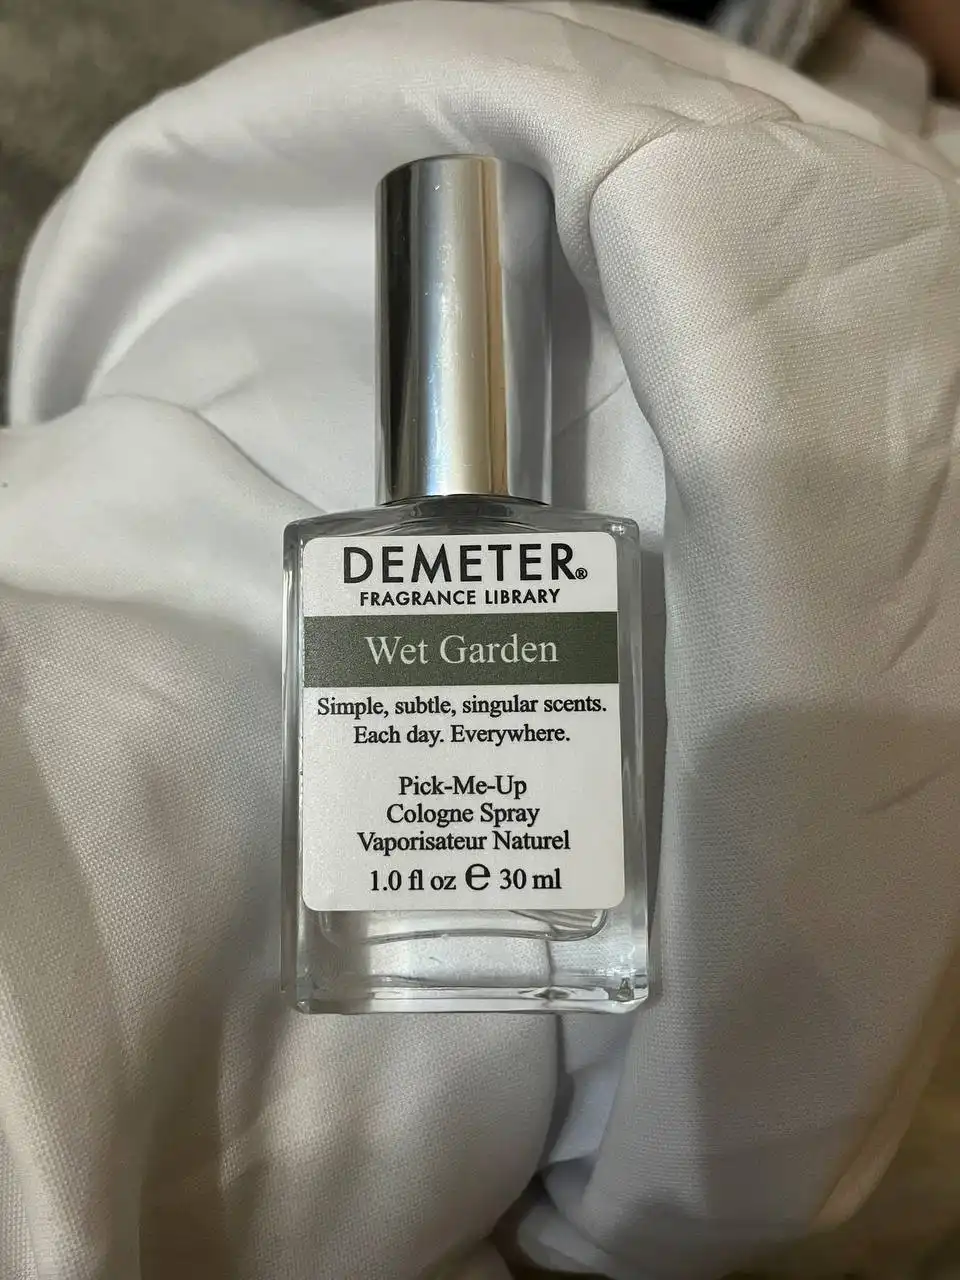 DEMETER®
FRAGRANCE LIBRARY
Wet Garden
Simple, subtle, singular scents.
Each day. Everywhere.
Pick-Me-Up
Cologne Spray
Vaporisateur Naturel
1.0 fl oz ℮ 30 ml